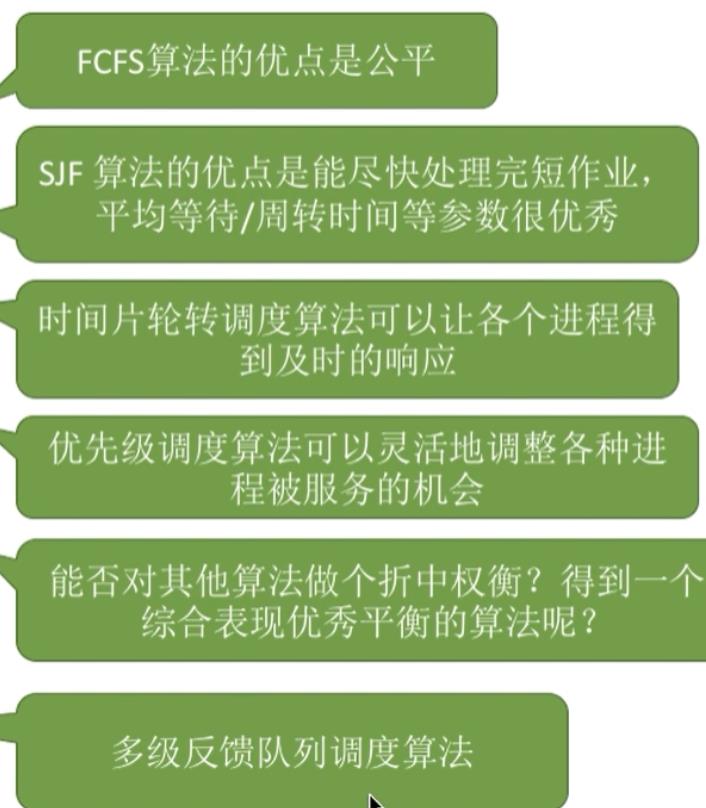 FCFS算法的优点是公平
SJF 算法的优点是能尽快处理完短作业，
平均等待/周转时间等参数很优秀
时间片轮转调度算法可以让各个进程得
到及时的响应
优先级调度算法可以灵活地调整各种进
程被服务的机会
能否对其他算法做个折中权衡？得到一个
综合表现优秀平衡的算法呢？
多级反馈队列调度算法